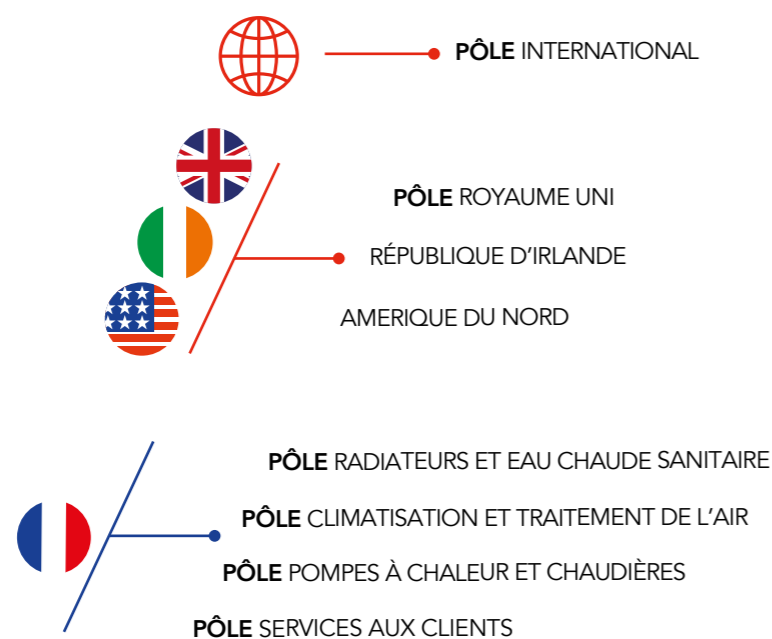 PÔLE INTERNATIONAL
PÔLE ROYAUME UNI
RÉPUBLIQUE D'IRLANDE
AMERIQUE DU NORD
PÔLE RADIATEURS ET EAU CHAUDE SANITAIRE
PÔLE CLIMATISATION ET TRAITEMENT DE L'AIR
PÔLE POMPES À CHALEUR ET CHAUDIÈRES
PÔLE SERVICES AUX CLIENTS